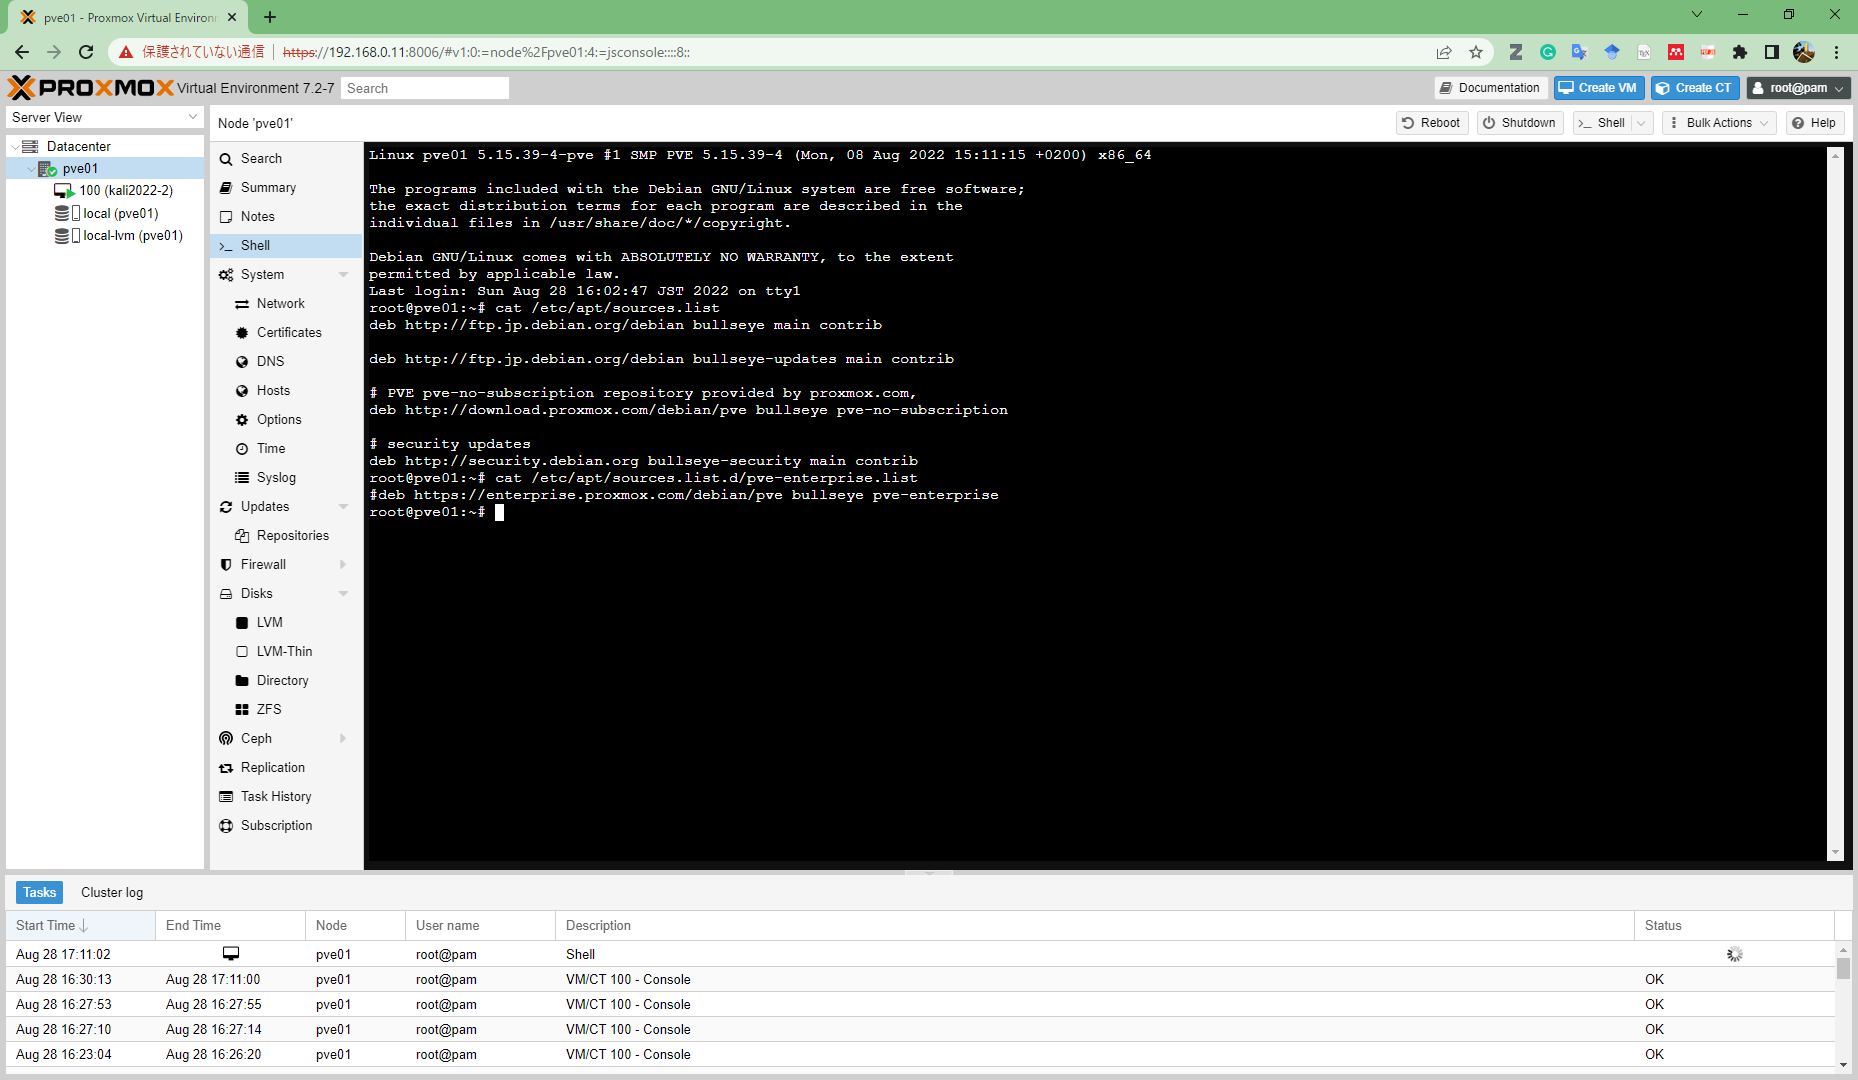 pve01 - Proxmox Virtual Environ
保護されていない通信 https://192.168.0.11:8006/#v1:0:=node%2Fpve01:4:=jsconsole::::8::
PROXMOX Virtual Environment 7.2-7 Search Documentation Create VM Create CT root@pam
Server View
Datacenter
pve01
100 (kali2022-2)
local (pve01)
local-lvm (pve01)
Node 'pve01' Reboot Shutdown Shell Bulk Actions Help
Search
Summary
Notes
Shell
System
Network
Certificates
DNS
Hosts
Options
Time
Syslog
Updates
Repositories
Firewall
Disks
LVM
LVM-Thin
Directory
ZFS
Ceph
Replication
Task History
Subscription
Linux pve01 5.15.39-4-pve #1 SMP PVE 5.15.39-4 (Mon, 08 Aug 2022 15:11:15 +0200) x86_64
The programs included with the Debian GNU/Linux system are free software;
the exact distribution terms for each program are described in the
individual files in /usr/share/doc/*/copyright.
Debian GNU/Linux comes with ABSOLUTELY NO WARRANTY, to the extent
permitted by applicable law.
Last login: Sun Aug 28 16:02:47 JST 2022 on tty1
root@pve01:~# cat /etc/apt/sources.list
deb http://ftp.jp.debian.org/debian bullseye main contrib
deb http://ftp.jp.debian.org/debian bullseye-updates main contrib
# PVE pve-no-subscription repository provided by proxmox.com,
deb http://download.proxmox.com/debian/pve bullseye pve-no-subscription
# security updates
deb http://security.debian.org bullseye-security main contrib
root@pve01:~# cat /etc/apt/sources.list.d/pve-enterprise.list
#deb https://enterprise.proxmox.com/debian/pve bullseye pve-enterprise
root@pve01:~#
Tasks Cluster log
Start Time End Time Node User name Description Status
Aug 28 17:11:02 pve01 root@pam Shell
Aug 28 16:30:13 Aug 28 17:11:00 pve01 root@pam VM/CT 100 - Console OK
Aug 28 16:27:53 Aug 28 16:27:55 pve01 root@pam VM/CT 100 - Console OK
Aug 28 16:27:10 Aug 28 16:27:14 pve01 root@pam VM/CT 100 - Console OK
Aug 28 16:23:04 Aug 28 16:26:20 pve01 root@pam VM/CT 100 - Console OK